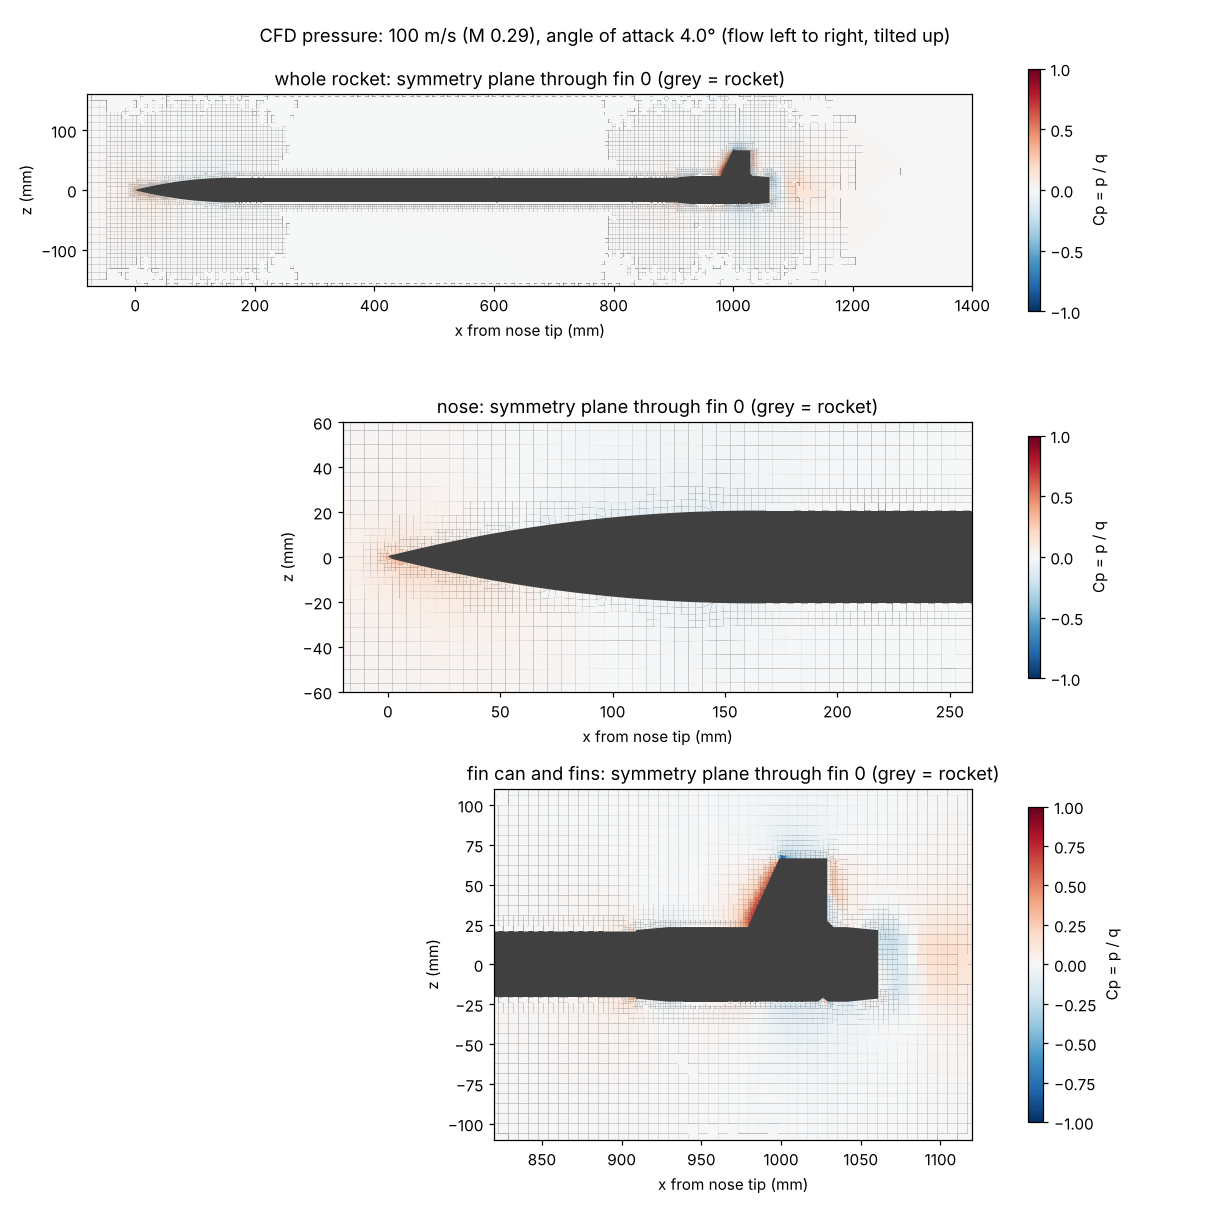 CFD pressure: 100 m/s (M 0.29), angle of attack 4.0° (flow left to right, tilted up)
whole rocket: symmetry plane through fin 0 (grey = rocket)
100
0
−100
z (mm)
0 200 400 600 800 1000 1200 1400
x from nose tip (mm)
1.0
0.5
0.0
−0.5
−1.0
Cp = p / q
nose: symmetry plane through fin 0 (grey = rocket)
60
40
20
0
−20
−40
−60
z (mm)
0 50 100 150 200 250
x from nose tip (mm)
1.0
0.5
0.0
−0.5
−1.0
Cp = p / q
fin can and fins: symmetry plane through fin 0 (grey = rocket)
100
75
50
25
0
−25
−50
−75
−100
z (mm)
850 900 950 1000 1050 1100
x from nose tip (mm)
1.00
0.75
0.50
0.25
0.00
−0.25
−0.50
−0.75
−1.00
Cp = p / q